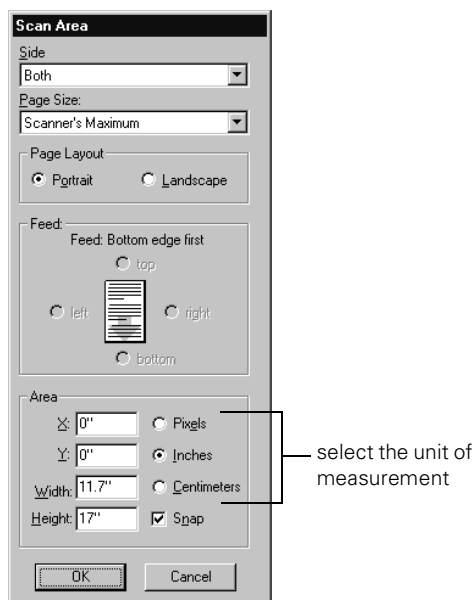 Scan Area
Side
Both
Page Size:
Scanner's Maximum
Page Layout
Portrait Landscape
Feed:
Feed: Bottom edge first
top
left right
bottom
Area
X: 0" Pixels
Y: 0" Inches
Width: 11.7" Centimeters
Height: 17" Snap
select the unit of
measurement
OK Cancel